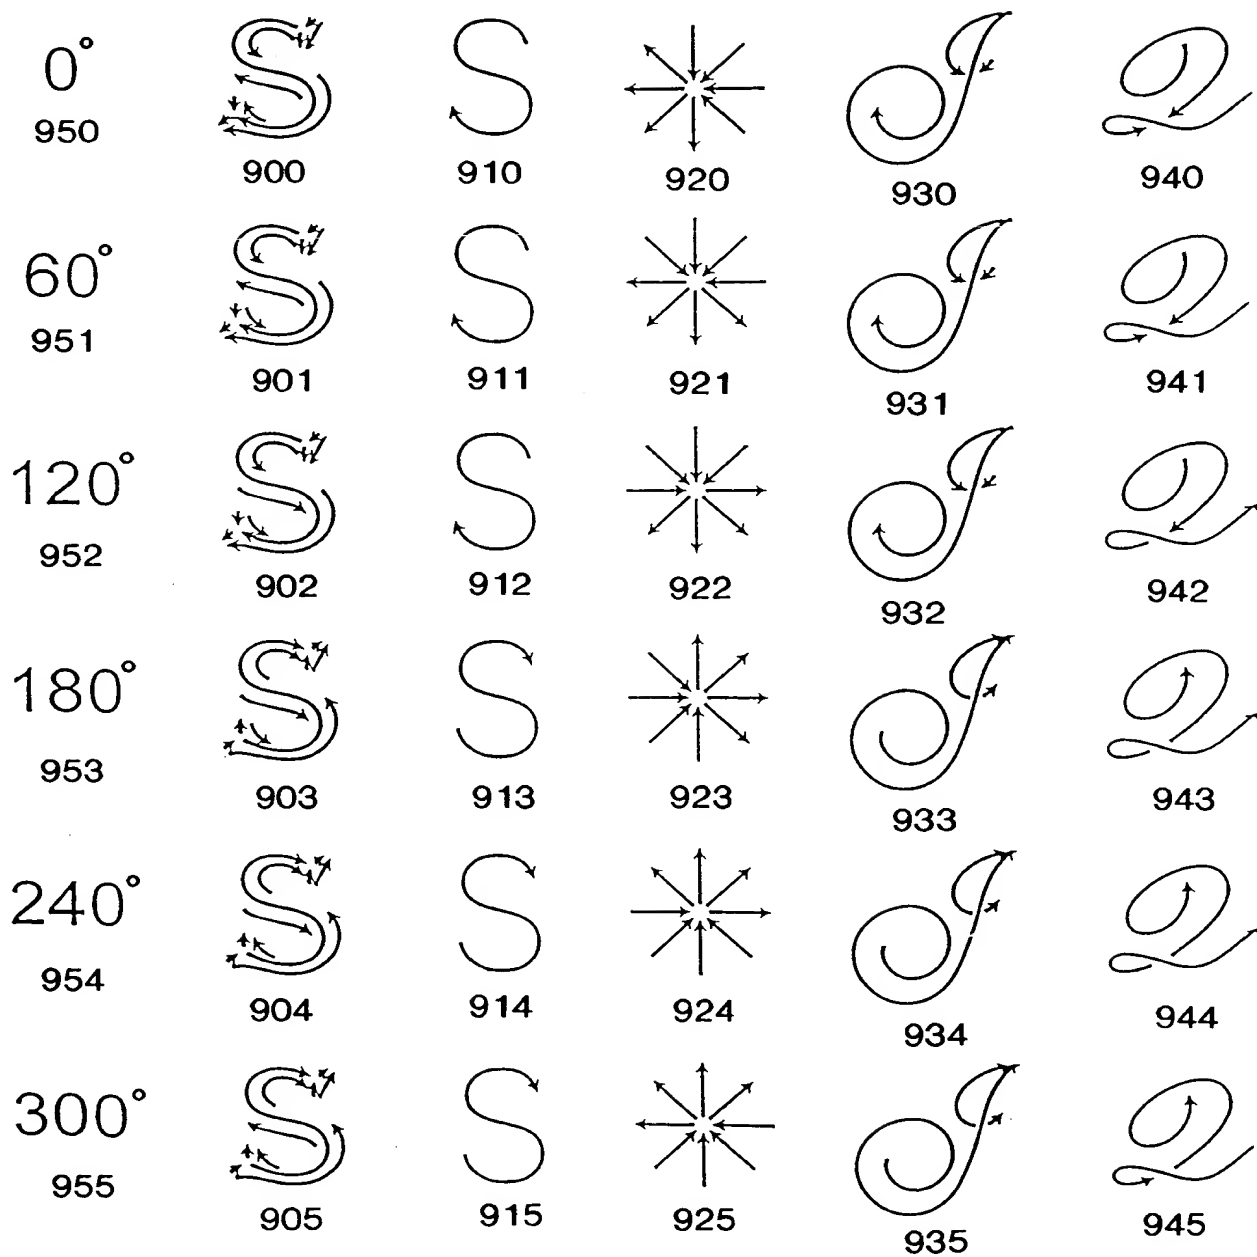 0° S S 𝒥 𝒬
950 900 910 920 930 940
60° S S 𝒥 𝒬
951 901 911 921 931 941
120° S S 𝒥 𝒬
952 902 912 922 932 942
180° S S 𝒥 𝒬
953 903 913 923 933 943
240° S S 𝒥 𝒬
954 904 914 924 934 944
300° S S 𝒥 𝒬
955 905 915 925 935 945